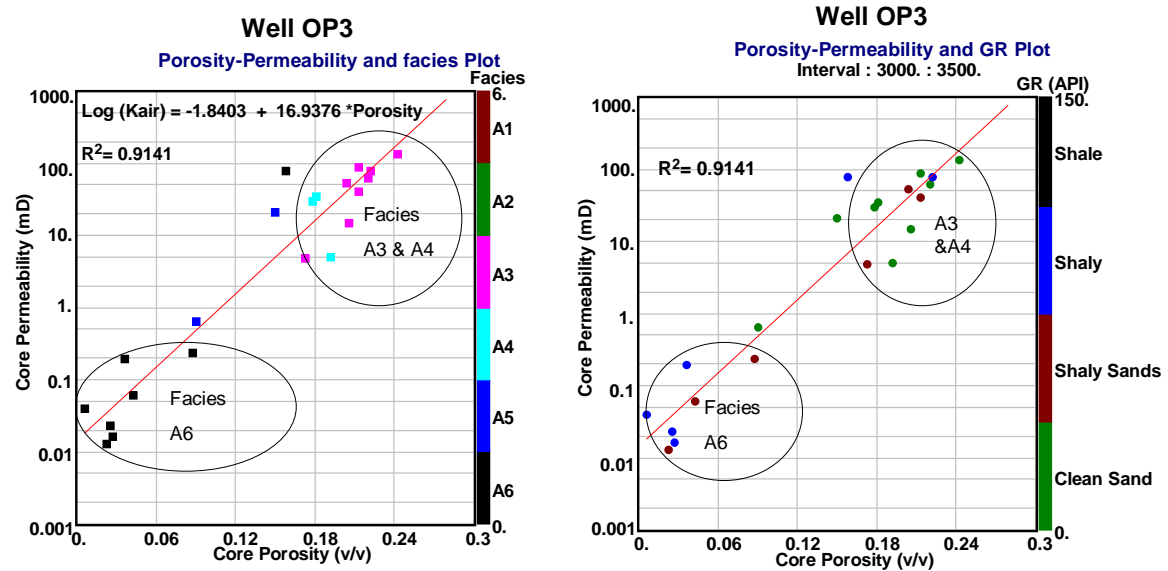 Well OP3
Porosity-Permeability and facies Plot
Facies
1000.
100.
10.
1.
0.1
0.01
0.001
Core Permeability (mD)
Log (Kair) = -1.8403 + 16.9376 *Porosity
R2= 0.9141
Facies
A3 & A4
Facies
A6
0.
0.06
0.12
0.18
0.24
0.3
Core Porosity (v/v)
6.
A1
A2
A3
A4
A5
A6
0.
Well OP3
Porosity-Permeability and GR Plot
Interval : 3000. : 3500.
GR (API)
1000.
100.
10.
1.
0.1
0.01
0.001
Core Permeability (mD)
R2= 0.9141
A3
&A4
Facies
A6
0.
0.06
0.12
0.18
0.24
0.3
Core Porosity (v/v)
150.
Shale
Shaly
Shaly Sands
Clean Sand
0.